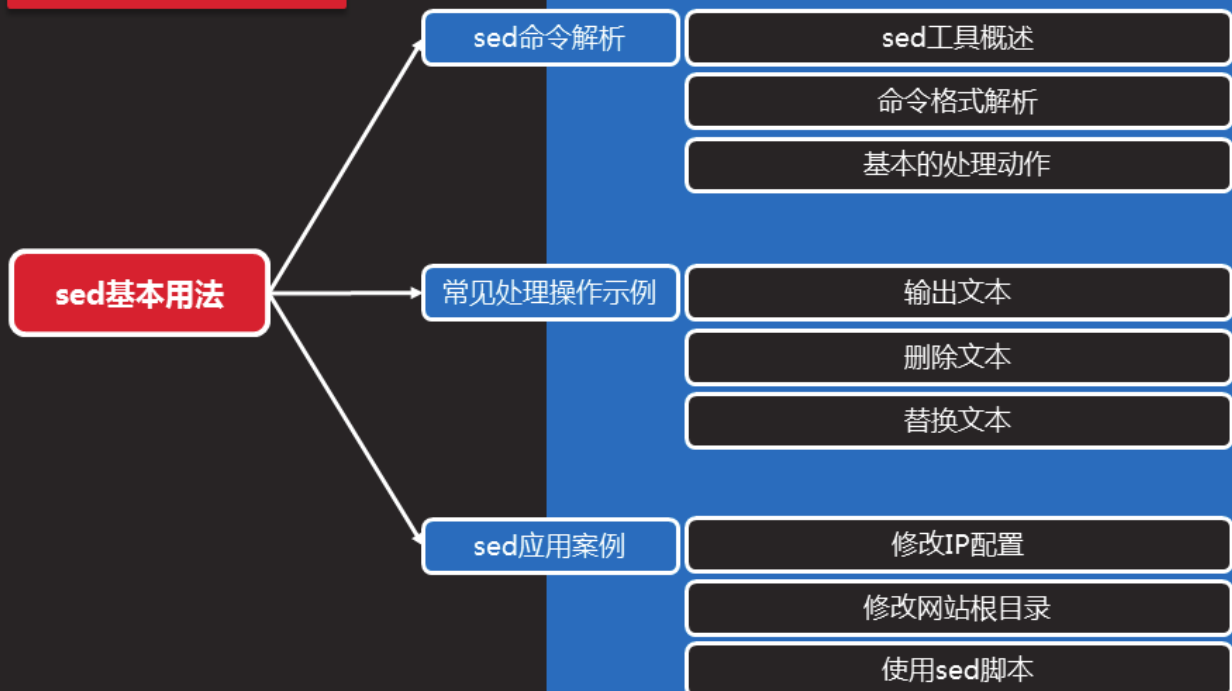 sed基本用法
sed命令解析
sed工具概述
命令格式解析
基本的处理动作
常见处理操作示例
输出文本
删除文本
替换文本
sed应用案例
修改IP配置
修改网站根目录
使用sed脚本